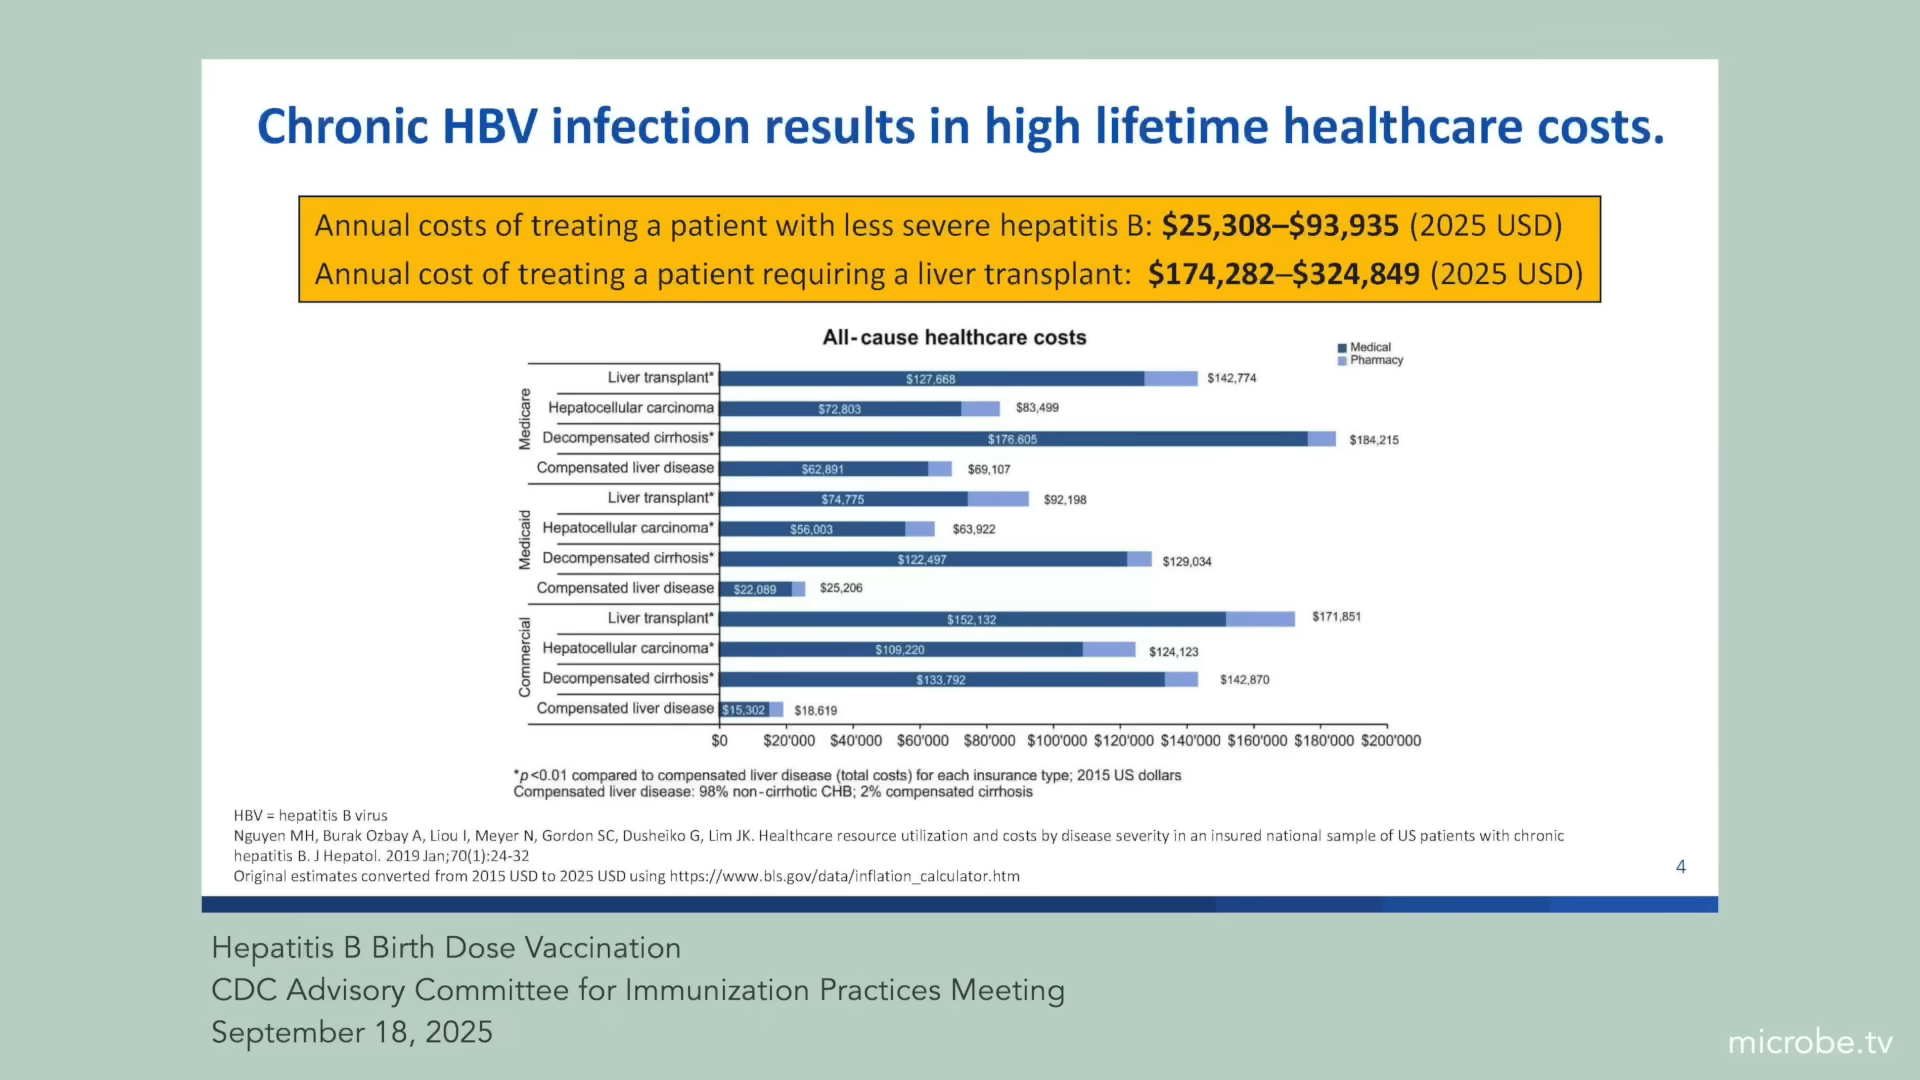 Chronic HBV infection results in high lifetime healthcare costs.
Annual costs of treating a patient with less severe hepatitis B: $25,308–$93,935 (2025 USD)
Annual cost of treating a patient requiring a liver transplant: $174,282–$324,849 (2025 USD)
All-cause healthcare costs
Medical
Pharmacy
Medicare
Liver transplant* $127,668 $142,774
Hepatocellular carcinoma $72,803 $83,499
Decompensated cirrhosis* $176,605 $184,215
Compensated liver disease $62,891 $69,107
Medicaid
Liver transplant* $74,775 $92,198
Hepatocellular carcinoma* $56,003 $63,922
Decompensated cirrhosis* $122,497 $129,034
Compensated liver disease $22,089 $25,206
Commercial
Liver transplant* $152,132 $171,851
Hepatocellular carcinoma* $109,220 $124,123
Decompensated cirrhosis* $133,792 $142,870
Compensated liver disease $15,302 $18,619
$0 $20'000 $40'000 $60'000 $80'000 $100'000 $120'000 $140'000 $160'000 $180'000 $200'000
*p<0.01 compared to compensated liver disease (total costs) for each insurance type; 2015 US dollars
Compensated liver disease: 98% non-cirrhotic CHB; 2% compensated cirrhosis
HBV = hepatitis B virus
Nguyen MH, Burak Ozbay A, Liou I, Meyer N, Gordon SC, Dusheiko G, Lim JK. Healthcare resource utilization and costs by disease severity in an insured national sample of US patients with chronic
hepatitis B. J Hepatol. 2019 Jan;70(1):24-32
Original estimates converted from 2015 USD to 2025 USD using https://www.bls.gov/data/inflation_calculator.htm
4
Hepatitis B Birth Dose Vaccination
CDC Advisory Committee for Immunization Practices Meeting
September 18, 2025
microbe.tv